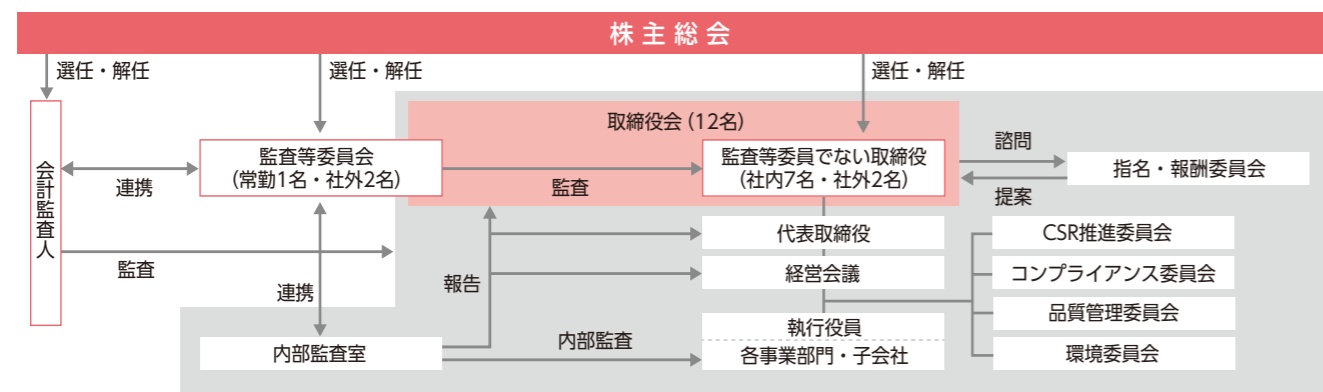 株主総会
選任・解任
選任・解任
選任・解任
取締役会（12名）
会計監査人
連携
監査等委員会
（常勤1名・社外2名）
監査
監査等委員でない取締役
（社内7名・社外2名）
諮問
提案
指名・報酬委員会
監査
連携
報告
代表取締役
経営会議
執行役員
各事業部門・子会社
内部監査室
内部監査
CSR推進委員会
コンプライアンス委員会
品質管理委員会
環境委員会